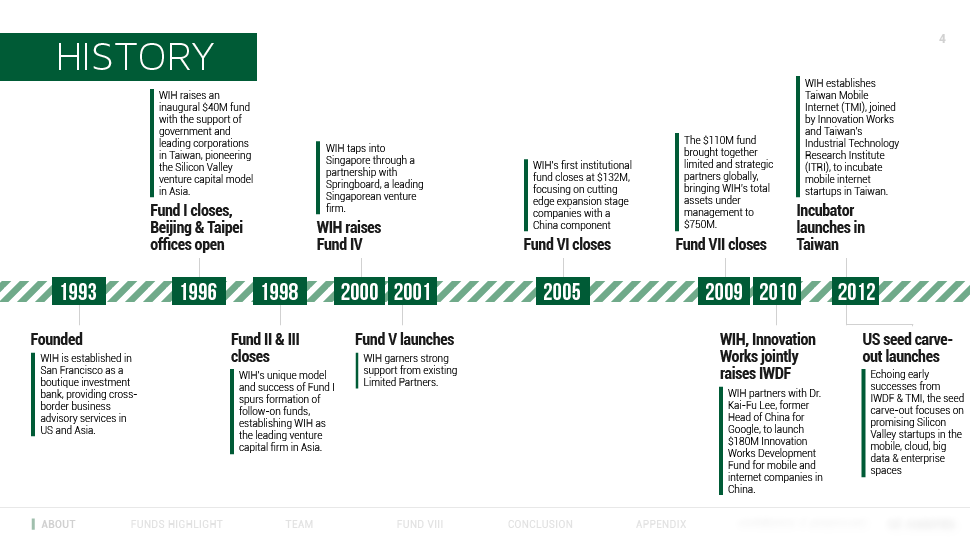 4
HISTORY
WIH raises an
inaugural $40M fund
with the support of
government and
leading corporations
in Taiwan, pioneering
the Silicon Valley
venture capital model
in Asia.
Fund I closes,
Beijing & Taipei
offices open
WIH taps into
Singapore through a
partnership with
Springboard, a leading
Singaporean venture
firm.
WIH raises
Fund IV
WIH's first institutional
fund closes at $132M,
focusing on cutting
edge expansion stage
companies with a
China component
Fund VI closes
The $110M fund
brought together
limited and strategic
partners globally,
bringing WIH's total
assets under
management to
$750M.
Fund VII closes
WIH establishes
Taiwan Mobile
Internet (TMI), joined
by Innovation Works
and Taiwan's
Industrial Technology
Research Institute
(ITRI), to incubate
mobile internet
startups in Taiwan.
Incubator
launches in
Taiwan
1993 1996 1998 2000 2001 2005 2009 2010 2012
Founded
WIH is established in
San Francisco as a
boutique investment
bank, providing cross-
border business
advisory services in
US and Asia.
Fund II & III
closes
WIH's unique model
and success of Fund I
spurs formation of
follow-on funds,
establishing WIH as
the leading venture
capital firm in Asia.
Fund V launches
WIH garners strong
support from existing
Limited Partners.
WIH, Innovation
Works jointly
raises IWDF
WIH partners with Dr.
Kai-Fu Lee, former
Head of China for
Google, to launch
$180M Innovation
Works Development
Fund for mobile and
internet companies in
China.
US seed carve-
out launches
Echoing early
successes from
IWDF & TMI, the seed
carve-out focuses on
promising Silicon
Valley startups in the
mobile, cloud, big
data & enterprise
spaces
ABOUT FUNDS HIGHLIGHT TEAM FUND VIII CONCLUSION APPENDIX